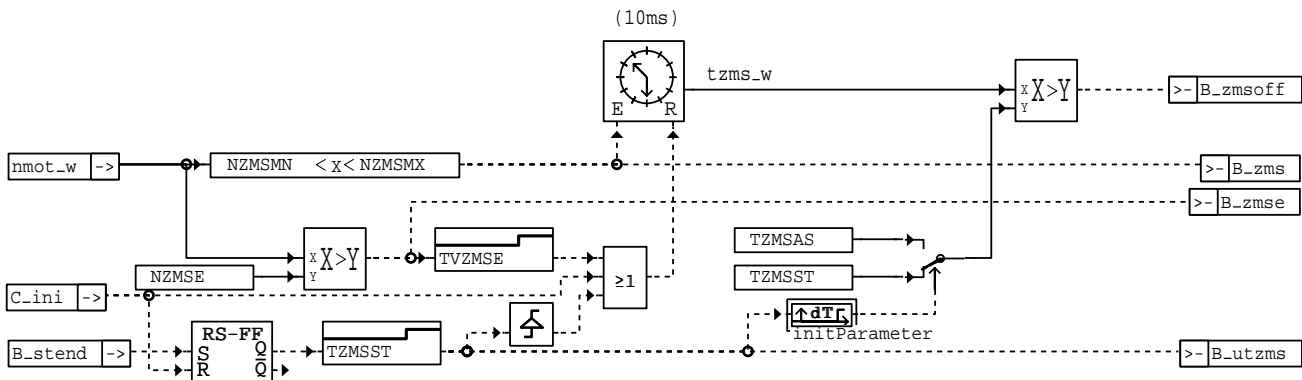 (10ms)
tzms_w
E R
X>Y
X
Y
>- B_zmsoff
nmot_w ->
NZMSMN < x < NZMSMX
>- B_zms
>- B_zmse
X>Y
X
Y
NZMSE
TVZMSE
≥1
TZMSAS
TZMSST
C_ini ->
dT
initParameter
RS-FF
B_stend ->
S Q
R Q
TZMSST
>- B_utzms